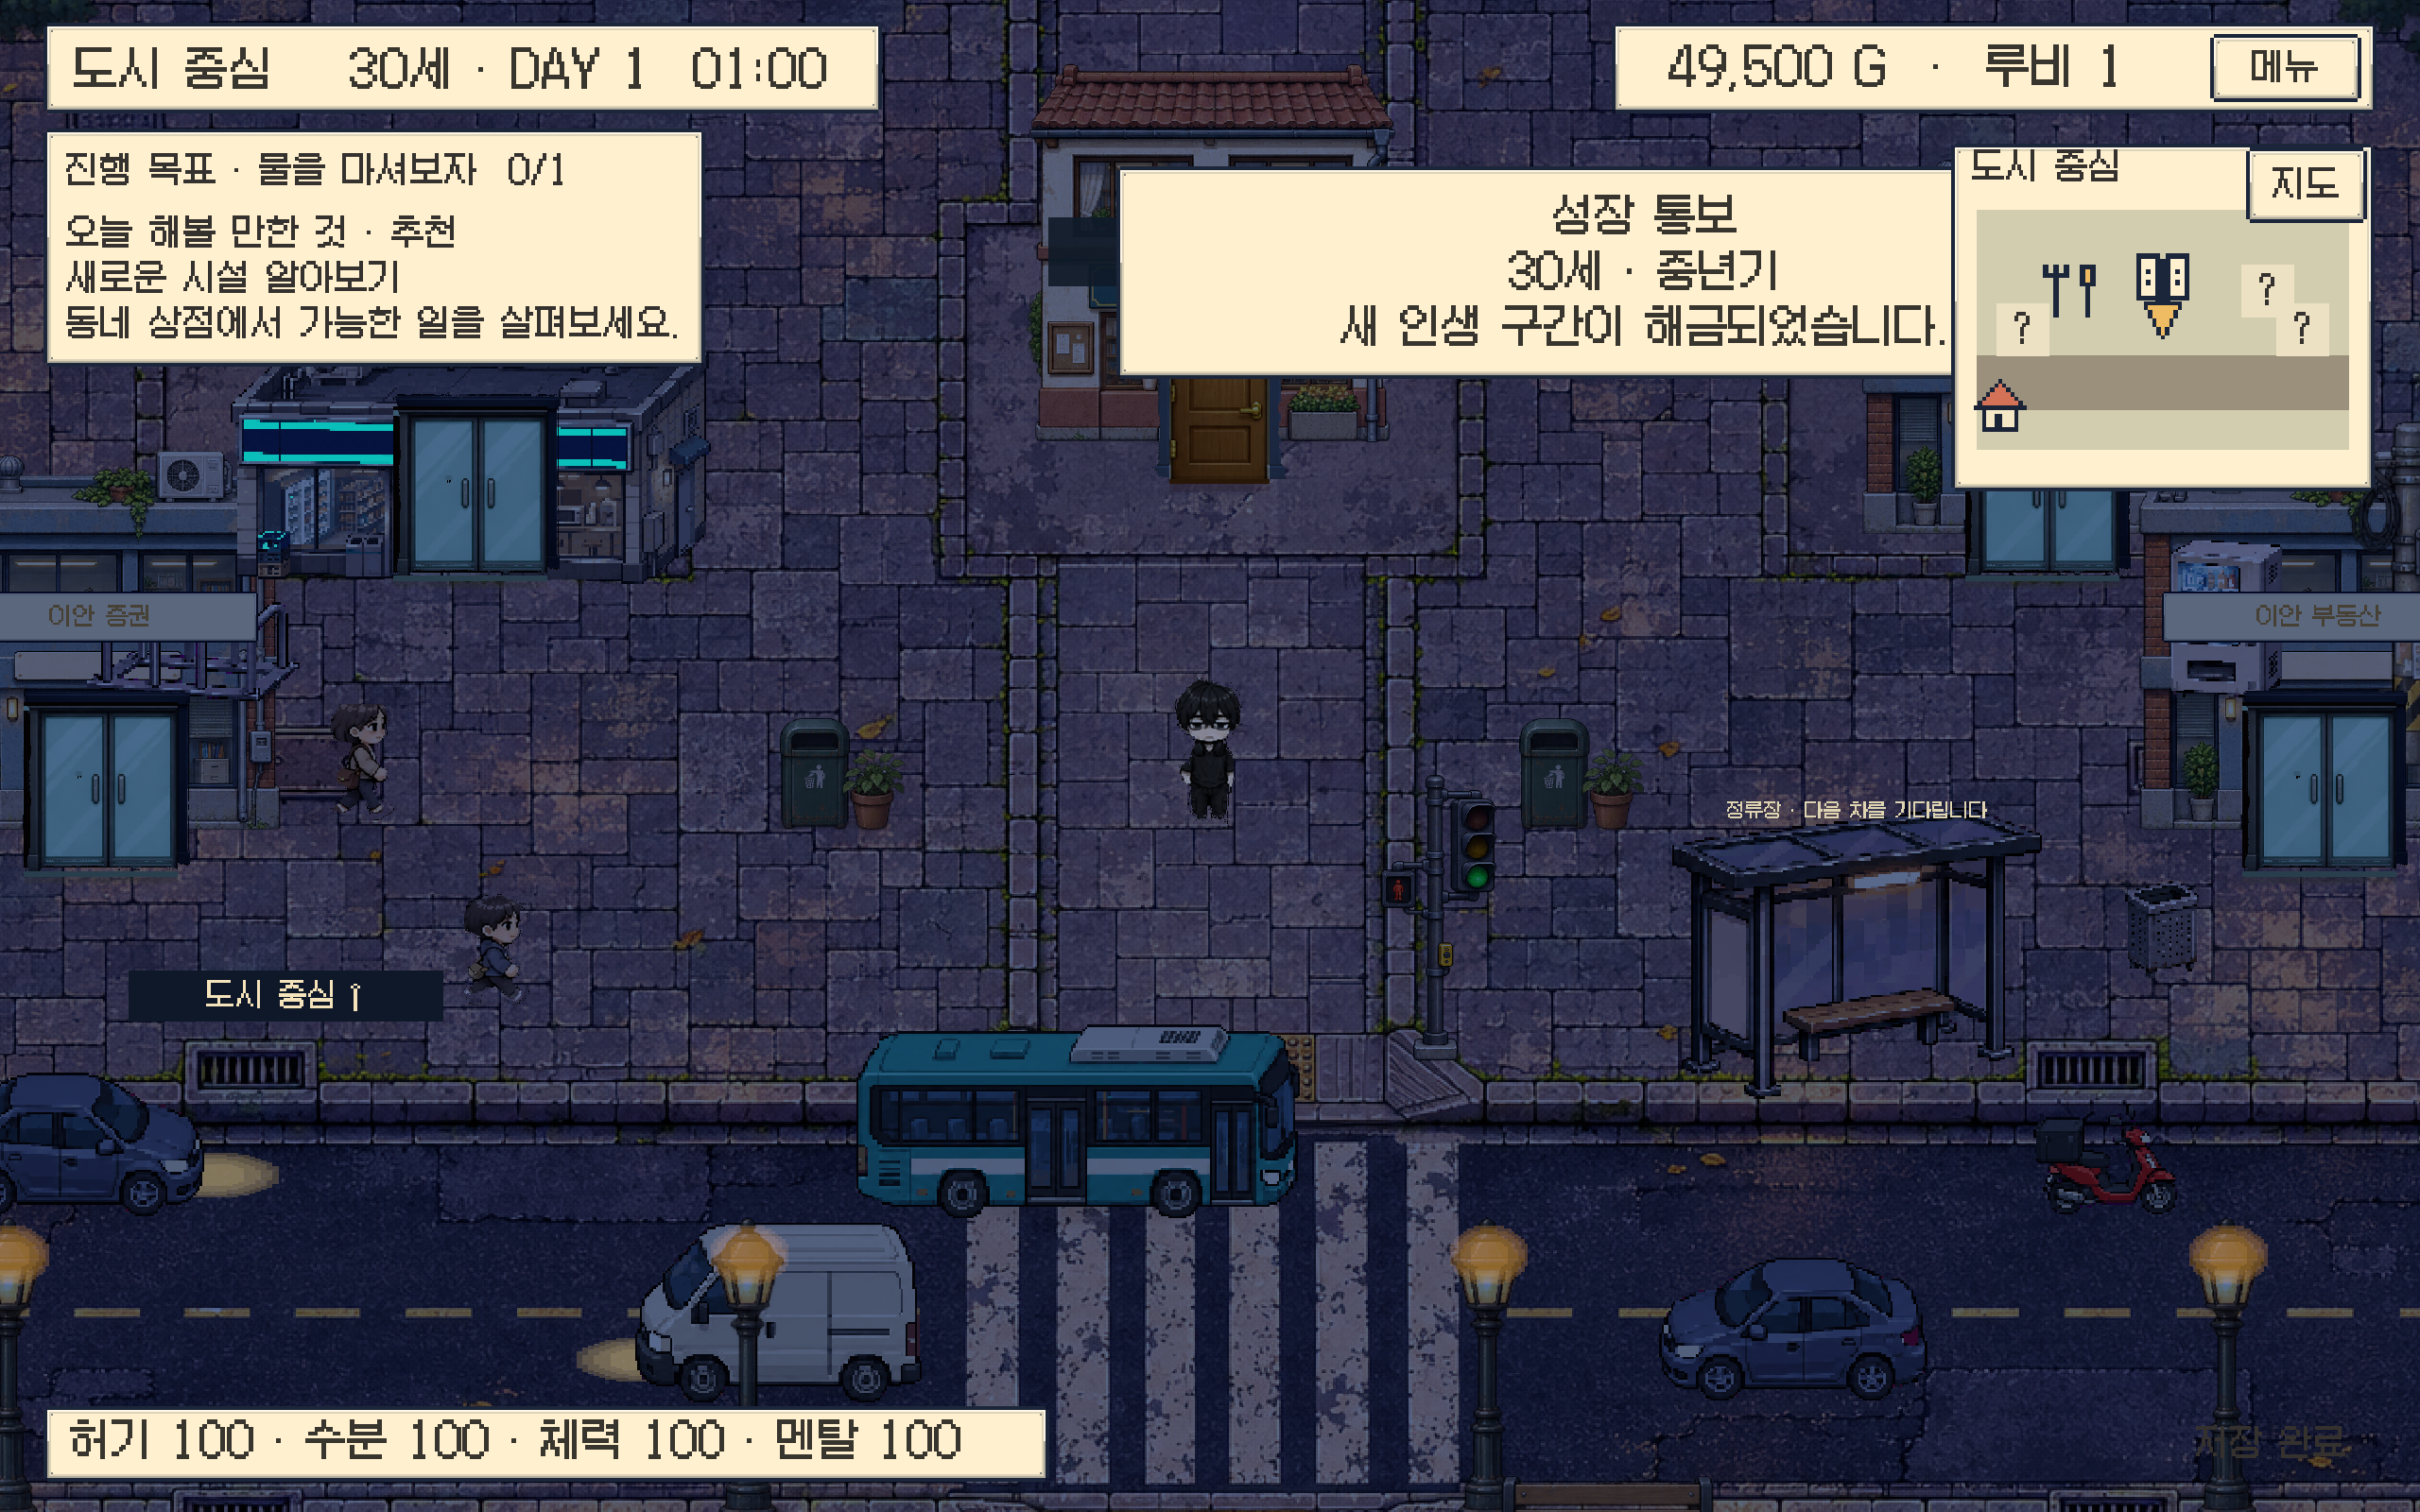 도시 중심 30세 · DAY 1 01:00
49,500 G · 루비 1
메뉴
진행 목표 · 물을 마셔보자 0/1
오늘 해볼 만한 것 · 추천
새로운 시설 알아보기
동네 상점에서 가능한 일을 살펴보세요.
성장 통보
30세 · 중년기
새 인생 구간이 해금되었습니다.
도시 중심
지도
?
?
?
이안 증권
이안 부동산
정류장 · 다음 차를 기다립니다
도시 중심 ↑
허기 100 · 수분 100 · 체력 100 · 멘탈 100
저장 완료